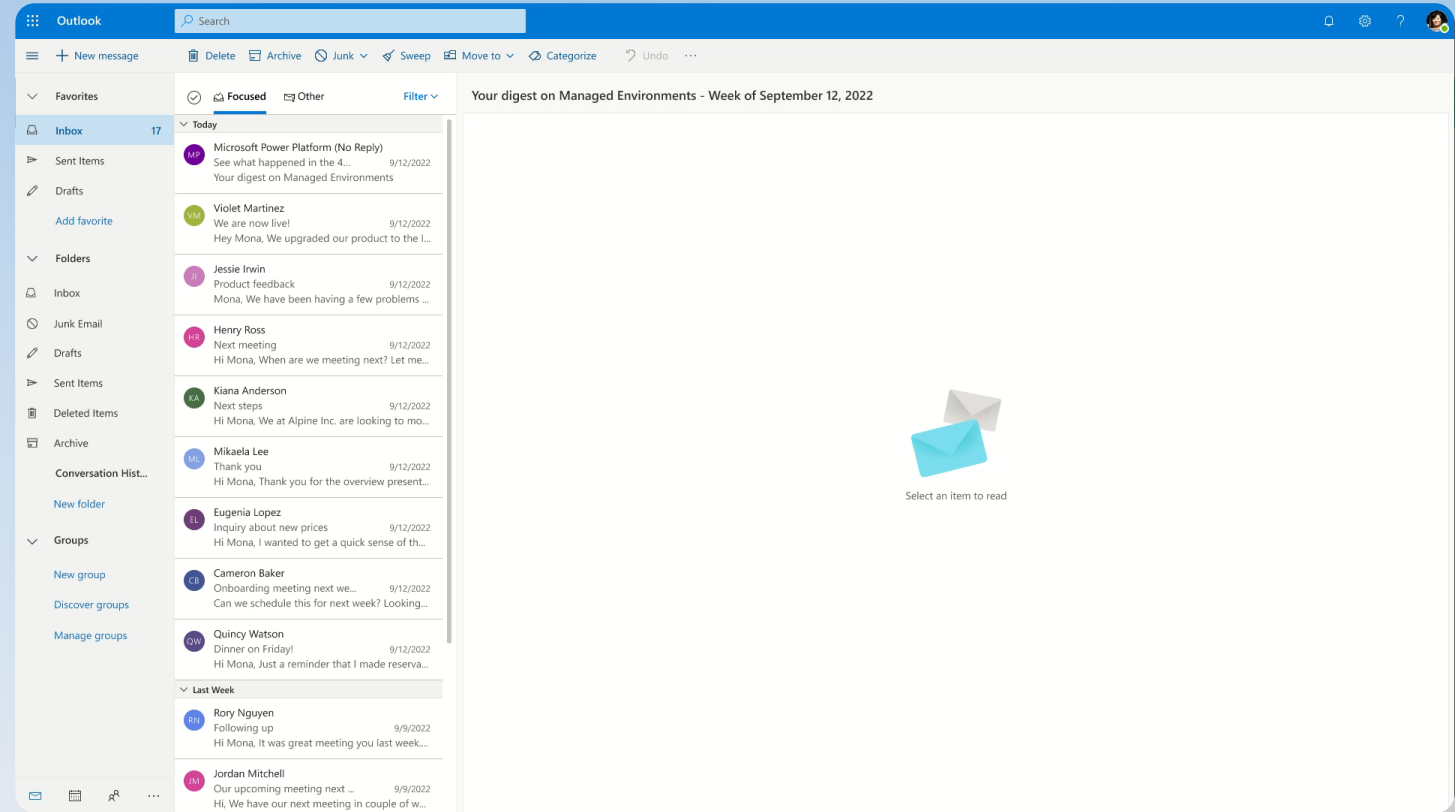 Outlook
Search
New message
Delete
Archive
Junk
Sweep
Move to
Categorize
Undo
Favorites
Inbox 17
Sent Items
Drafts
Add favorite
Folders
Inbox
Junk Email
Drafts
Sent Items
Deleted Items
Archive
Conversation Hist...
New folder
Groups
New group
Discover groups
Manage groups
Focused
Other
Filter
Today
MP
Microsoft Power Platform (No Reply)
See what happened in the 4... 9/12/2022
Your digest on Managed Environments
VM
Violet Martinez
We are now live! 9/12/2022
Hey Mona, We upgraded our product to the l...
JI
Jessie Irwin
Product feedback 9/12/2022
Mona, We have been having a few problems ...
HR
Henry Ross
Next meeting 9/12/2022
Hi Mona, When are we meeting next? Let me...
KA
Kiana Anderson
Next steps 9/12/2022
Hi Mona, We at Alpine Inc. are looking to mo...
ML
Mikaela Lee
Thank you 9/12/2022
Hi Mona, Thank you for the overview present...
EL
Eugenia Lopez
Inquiry about new prices 9/12/2022
Hi Mona, I wanted to get a quick sense of th...
CB
Cameron Baker
Onboarding meeting next we... 9/12/2022
Can we schedule this for next week? Looking...
QW
Quincy Watson
Dinner on Friday! 9/12/2022
Hi Mona, Just a reminder that I made reserva...
Last Week
RN
Rory Nguyen
Following up 9/9/2022
Hi Mona, It was great meeting you last week....
JM
Jordan Mitchell
Our upcoming meeting next ... 9/9/2022
Hi, We have our next meeting in couple of w...
Your digest on Managed Environments - Week of September 12, 2022
Select an item to read